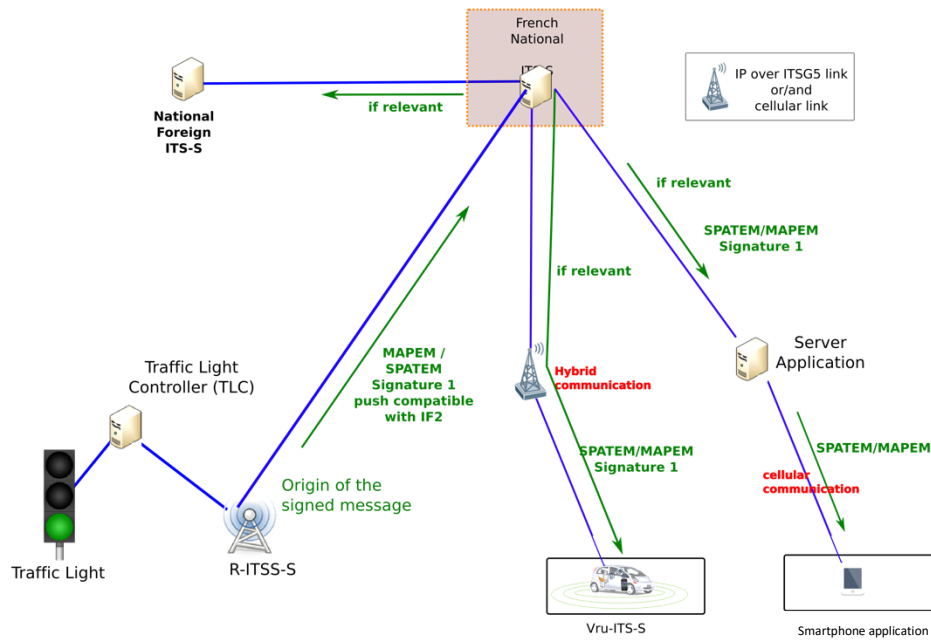 French
National
ITS-S
IP over ITSG5 link
or/and
cellular link
if relevant
National
Foreign
ITS-S
if relevant
SPATEM/MAPEM
Signature 1
if relevant
Traffic Light
Controller (TLC)
MAPEM /
SPATEM
Signature 1
push compatible
with IF2
Hybrid
communication
Server
Application
SPATEM/MAPEM
Signature 1
SPATEM/MAPEM
cellular
communication
Origin of the
signed message
Traffic Light
R-ITSS-S
Vru-ITS-S
Smartphone application